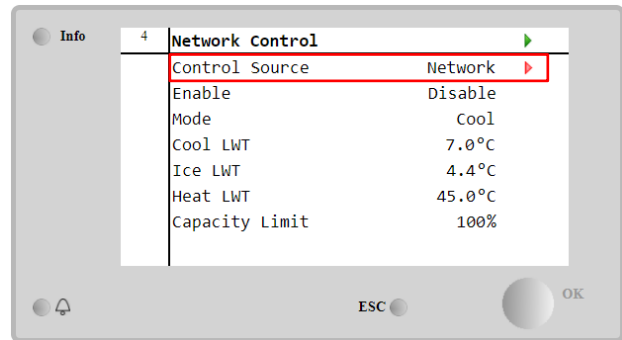 Info
4 Network Control
Control Source Network
Enable Disable
Mode Cool
Cool LWT 7.0°C
Ice LWT 4.4°C
Heat LWT 45.0°C
Capacity Limit 100%
ESC OK